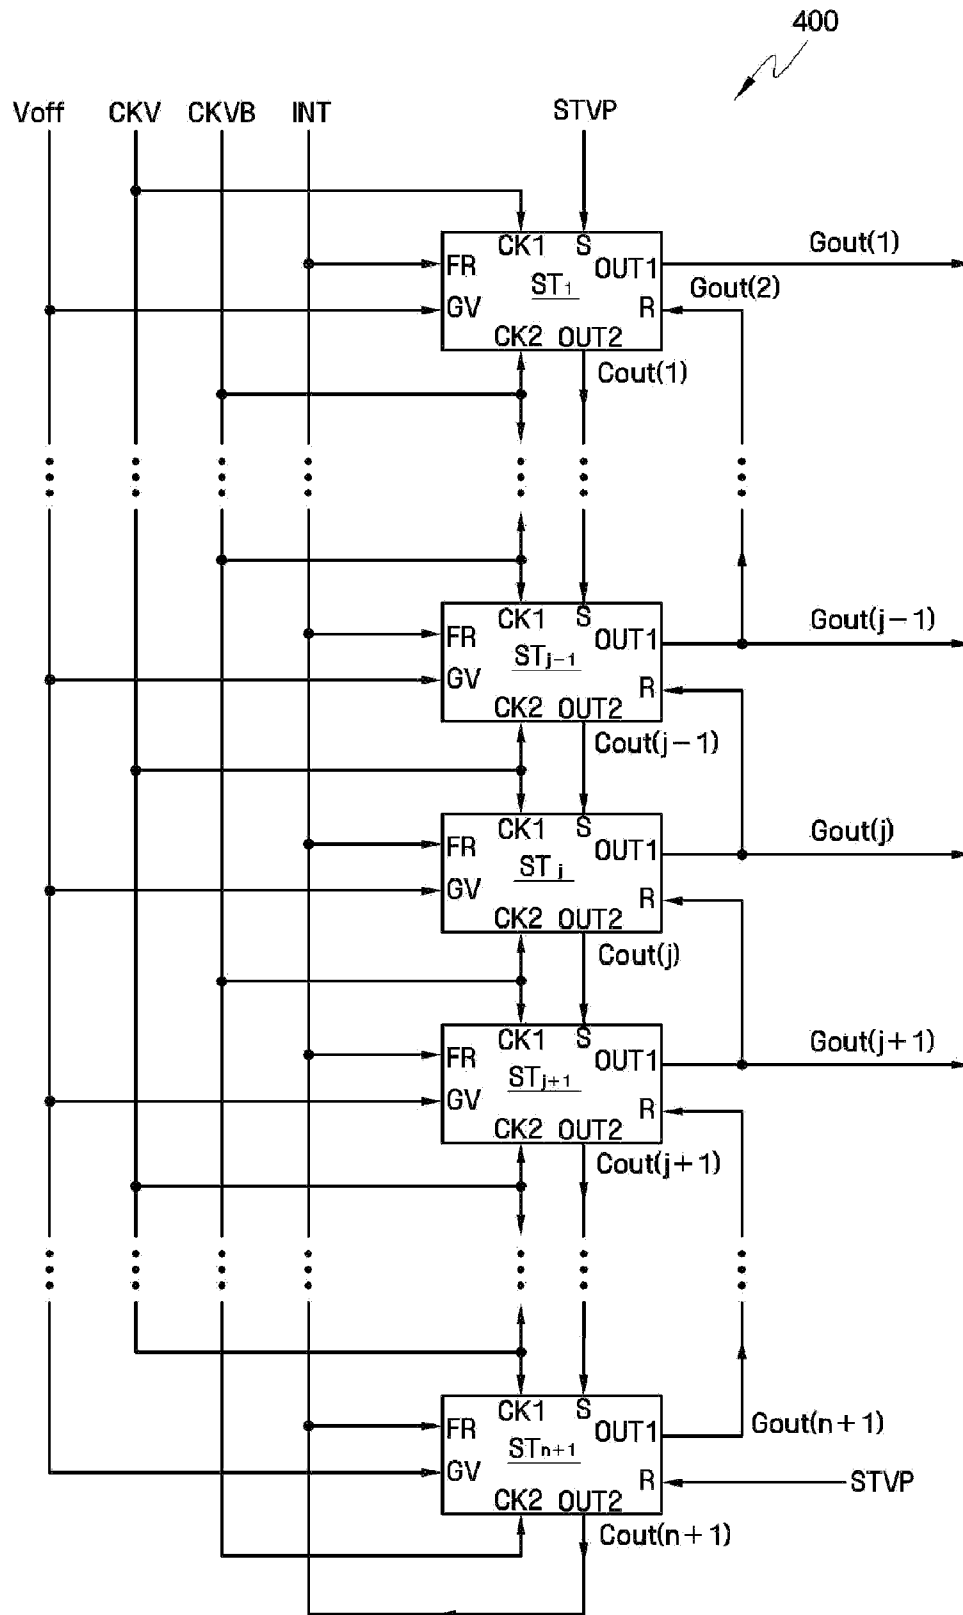 400
Voff CKV CKVB INT STVP
CK1 S
FR OUT1 Gout(1)
ST1
GV R Gout(2)
CK2 OUT2
Cout(1)
CK1 S
FR OUT1 Gout(j-1)
STj-1
GV R
CK2 OUT2
Cout(j-1)
CK1 S
FR OUT1 Gout(j)
STj
GV R
CK2 OUT2
Cout(j)
CK1 S
FR OUT1 Gout(j+1)
STj+1
GV R
CK2 OUT2
Cout(j+1)
CK1 S
FR OUT1 Gout(n+1)
STn+1
GV R STVP
CK2 OUT2
Cout(n+1)